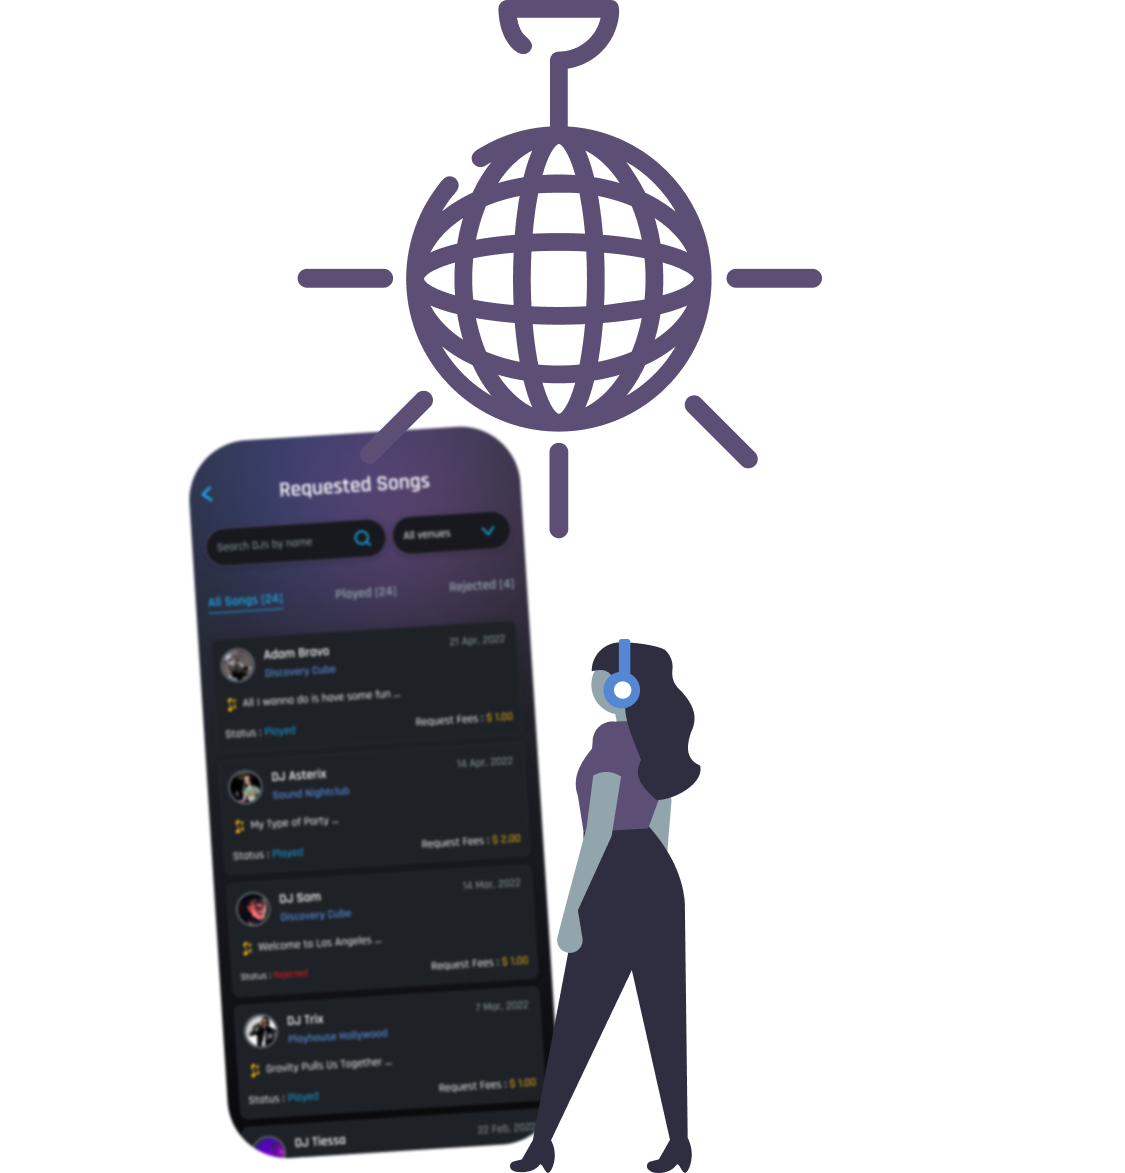 Requested Songs
Search DJs by name
All venues
All Songs [24]
Played [24]
Rejected [4]
Adam Bravo
21 Apr, 2022
Discovery Cube
All I wanna do is have some fun ...
Status : Played
Request Fees : $ 1.00
DJ Asterix
14 Apr, 2022
Sound Nightclub
My Type of Party ...
Status : Played
Request Fees : $ 2.00
DJ Sam
14 Mar, 2022
Discovery Cube
Welcome to Los Angeles ...
Status : Rejected
Request Fees : $ 1.00
DJ Trix
7 Mar, 2022
Playhouse Hollywood
Gravity Pulls Us Together ...
Status : Played
Request Fees : $ 1.00
DJ Tiesso
22 Feb, 2022